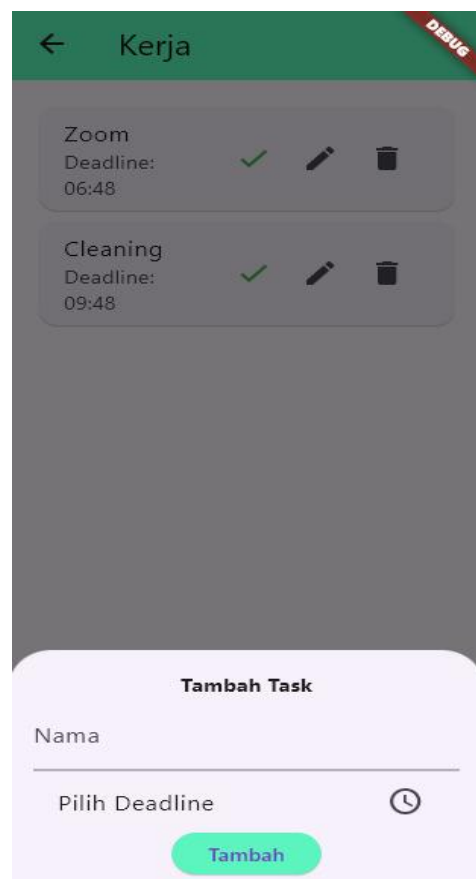 Kerja
DEBUG
Zoom
Deadline:
06:48
Cleaning
Deadline:
09:48
Tambah Task
Nama
Pilih Deadline
Tambah